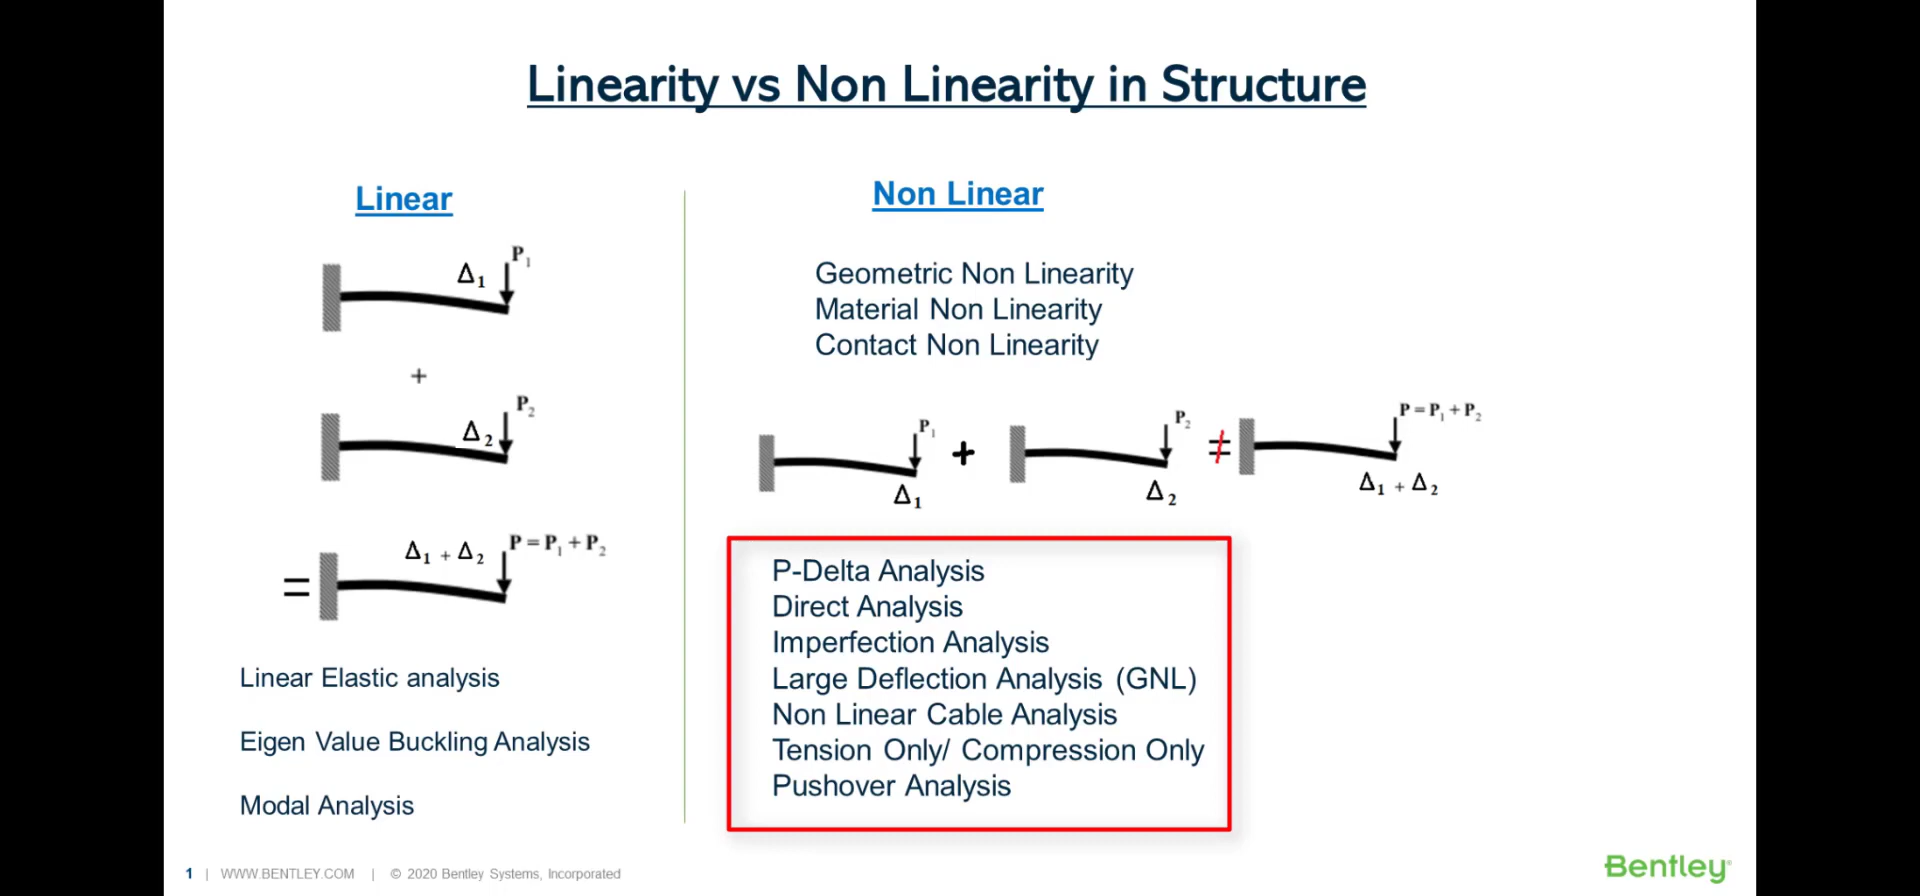 Linearity vs Non Linearity in Structure
Linear
P1
Δ1
+
P2
Δ2
Δ1 + Δ2
P = P1 + P2
=
Linear Elastic analysis
Eigen Value Buckling Analysis
Modal Analysis
Non Linear
Geometric Non Linearity
Material Non Linearity
Contact Non Linearity
P1 + P2 ≠ P = P1 + P2
Δ1 Δ2 Δ1 + Δ2
P-Delta Analysis
Direct Analysis
Imperfection Analysis
Large Deflection Analysis (GNL)
Non Linear Cable Analysis
Tension Only/ Compression Only
Pushover Analysis
1 | WWW.BENTLEY.COM | © 2020 Bentley Systems, Incorporated
Bentley®